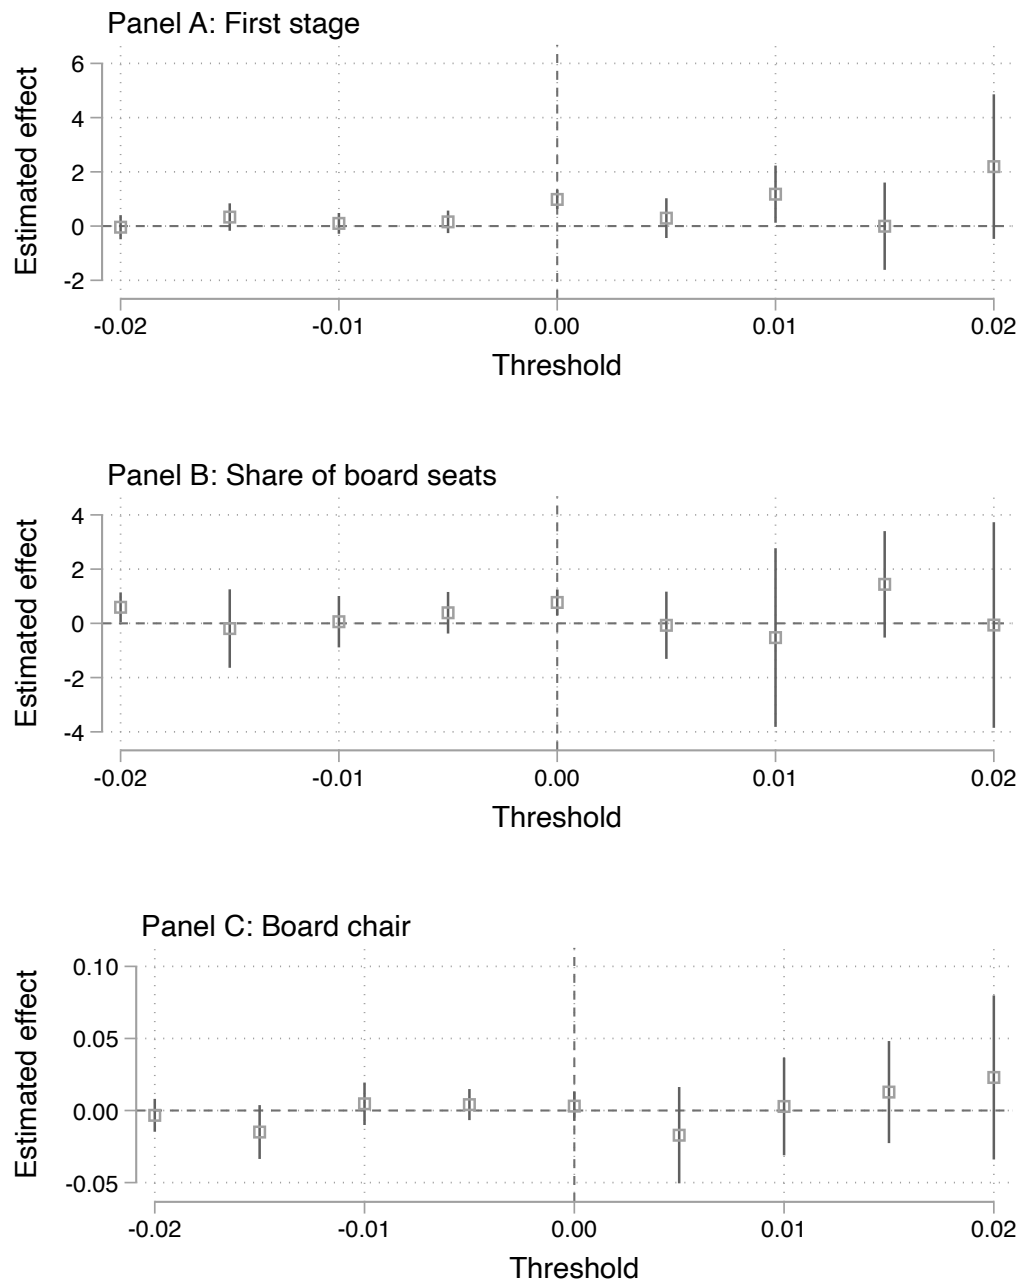 Panel A: First stage
Estimated effect
6
4
2
0
-2
-0.02 -0.01 0.00 0.01 0.02
Threshold
Panel B: Share of board seats
Estimated effect
4
2
0
-2
-4
-0.02 -0.01 0.00 0.01 0.02
Threshold
Panel C: Board chair
Estimated effect
0.10
0.05
0.00
-0.05
-0.02 -0.01 0.00 0.01 0.02
Threshold